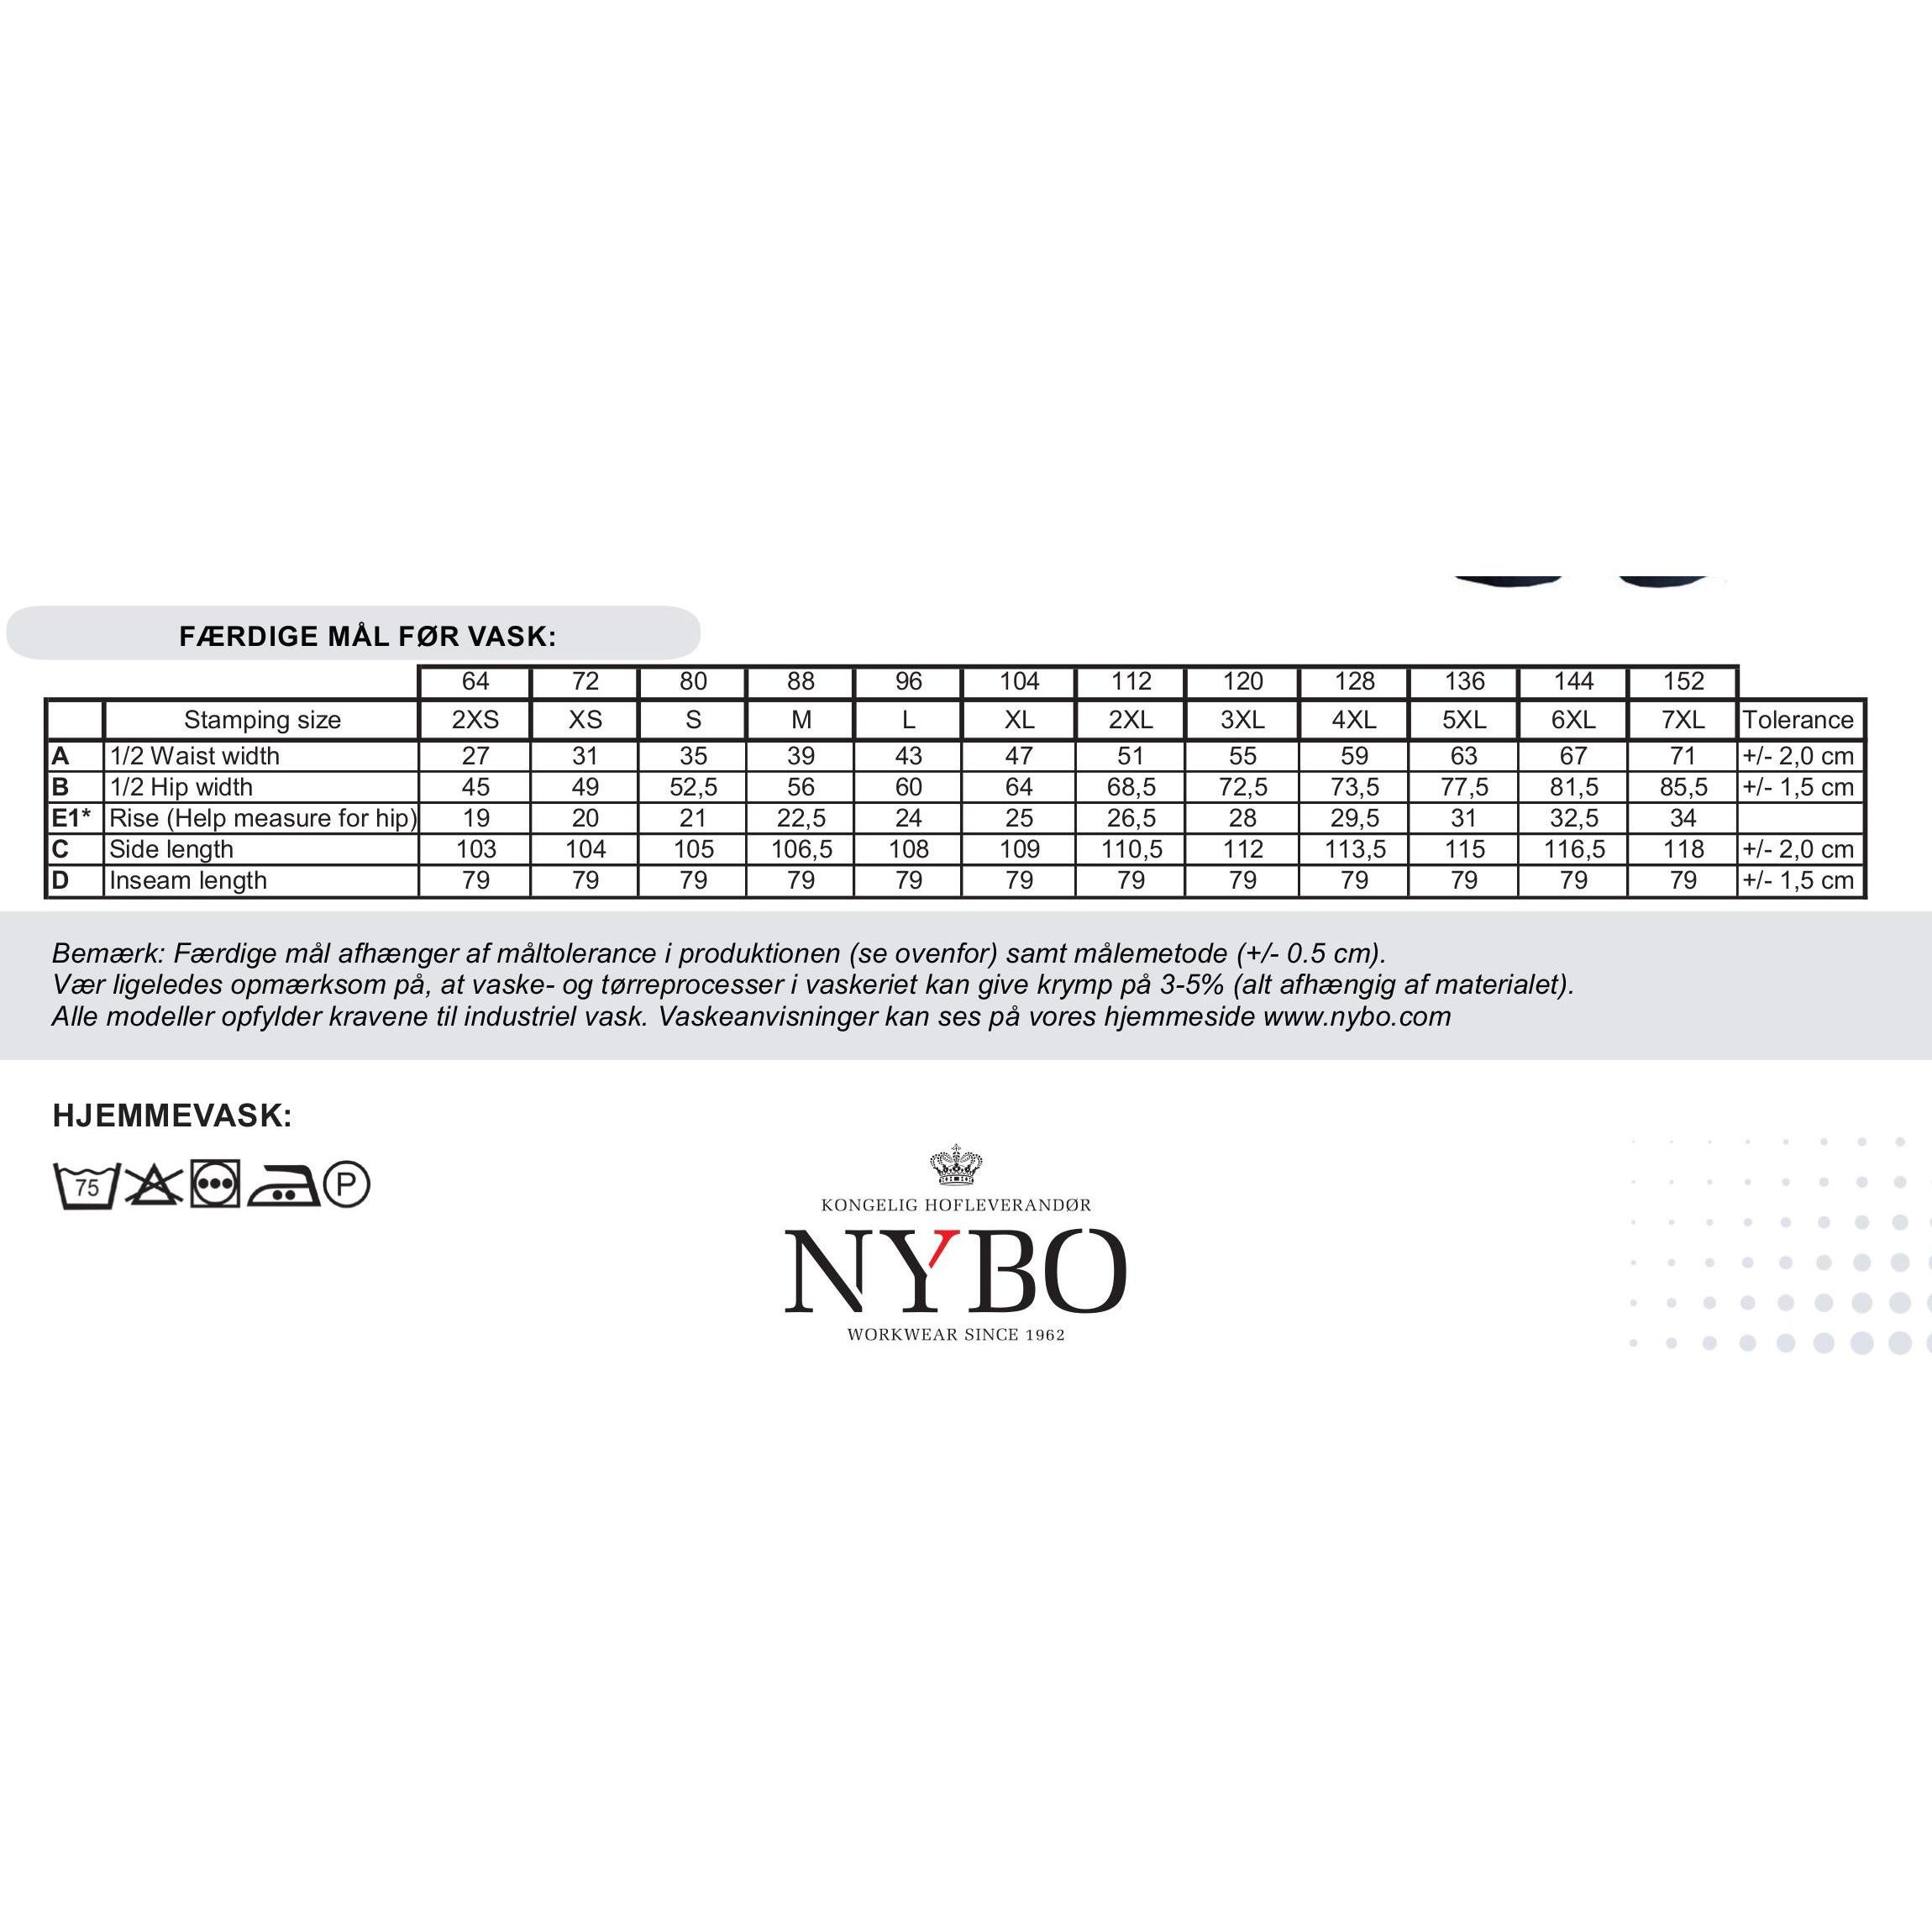 FÆRDIGE MÅL FØR VASK:
64 72 80 88 96 104 112 120 128 136 144 152
Stamping size 2XS XS S M L XL 2XL 3XL 4XL 5XL 6XL 7XL Tolerance
A 1/2 Waist width 27 31 35 39 43 47 51 55 59 63 67 71 +/- 2,0 cm
B 1/2 Hip width 45 49 52,5 56 60 64 68,5 72,5 73,5 77,5 81,5 85,5 +/- 1,5 cm
E1* Rise (Help measure for hip) 19 20 21 22,5 24 25 26,5 28 29,5 31 32,5 34
C Side length 103 104 105 106,5 108 109 110,5 112 113,5 115 116,5 118 +/- 2,0 cm
D Inseam length 79 79 79 79 79 79 79 79 79 79 79 79 +/- 1,5 cm
Bemærk: Færdige mål afhænger af måltolerance i produktionen (se ovenfor) samt målemetode (+/- 0.5 cm).
Vær ligeledes opmærksom på, at vaske- og tørreprocesser i vaskeriet kan give krymp på 3-5% (alt afhængig af materialet).
Alle modeller opfylder kravene til industriel vask. Vaskeanvisninger kan ses på vores hjemmeside www.nybo.com
HJEMMEVASK:
75 P
KONGELIG HOFLEVERANDØR
NYBO
WORKWEAR SINCE 1962